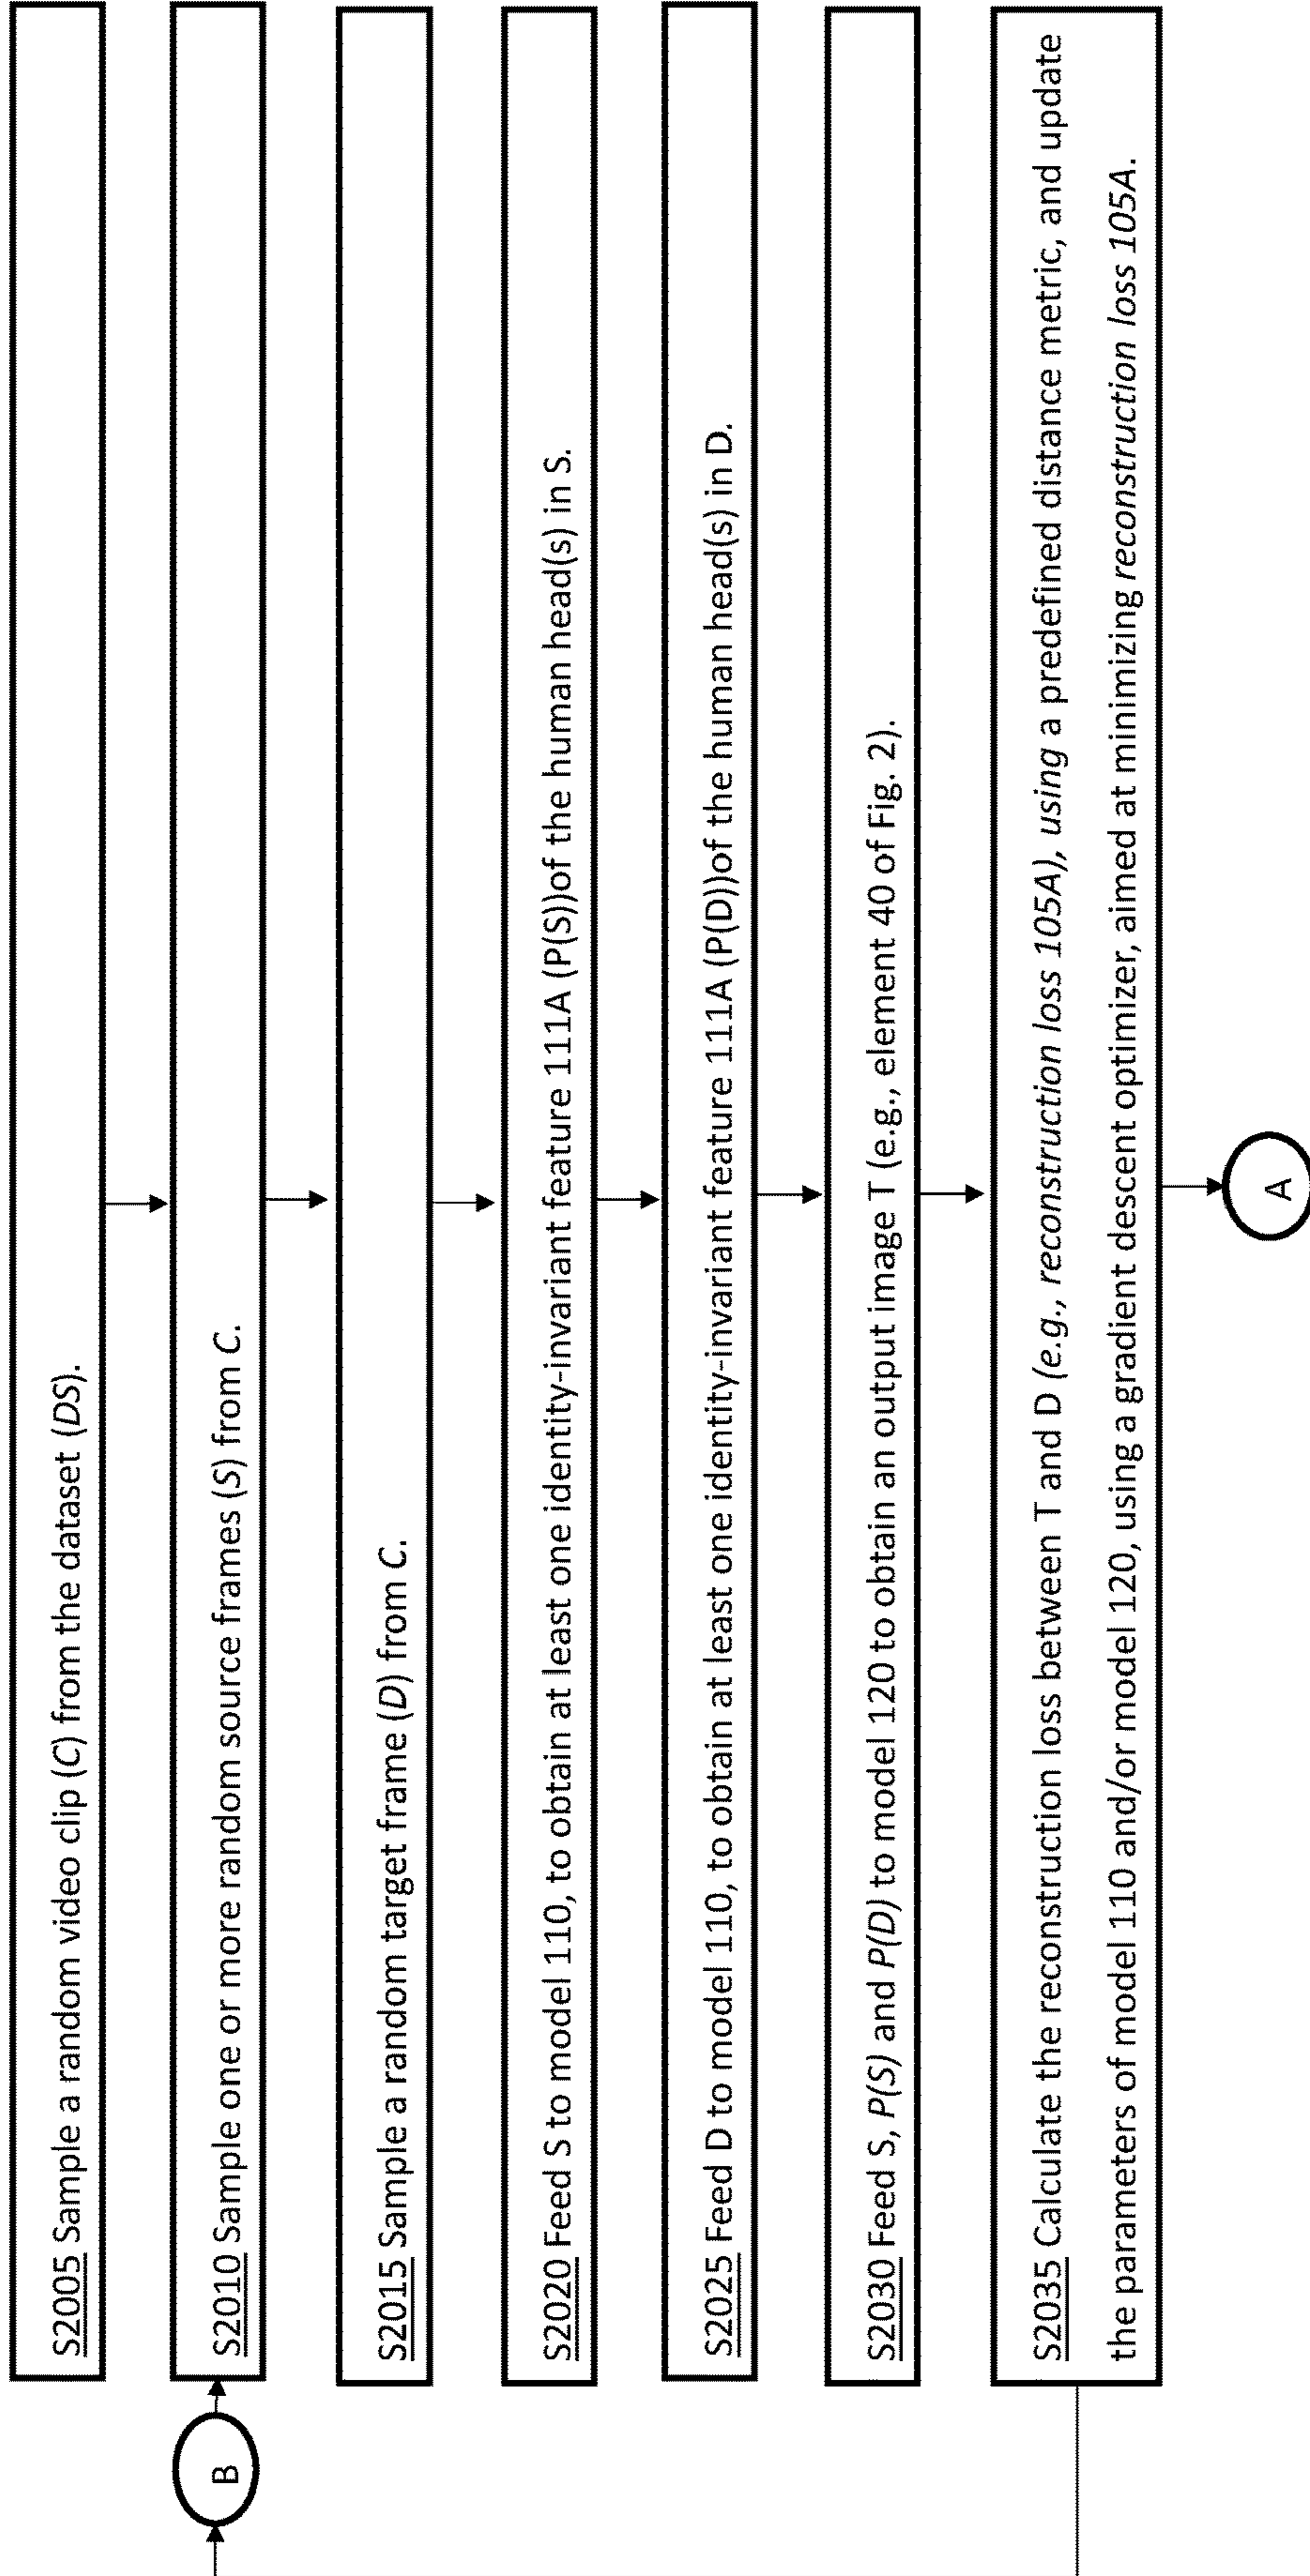 S2005 Sample a random video clip (C) from the dataset (DS).
B
S2010 Sample one or more random source frames (S) from C.
S2015 Sample a random target frame (D) from C.
S2020 Feed S to model 110, to obtain at least one identity-invariant feature 111A (P(S))of the human head(s) in S.
S2025 Feed D to model 110, to obtain at least one identity-invariant feature 111A (P(D))of the human head(s) in D.
S2030 Feed S, P(S) and P(D) to model 120 to obtain an output image T (e.g., element 40 of Fig. 2).
S2035 Calculate the reconstruction loss between T and D (e.g., reconstruction loss 105A), using a predefined distance metric, and update
the parameters of model 110 and/or model 120, using a gradient descent optimizer, aimed at minimizing reconstruction loss 105A.
A